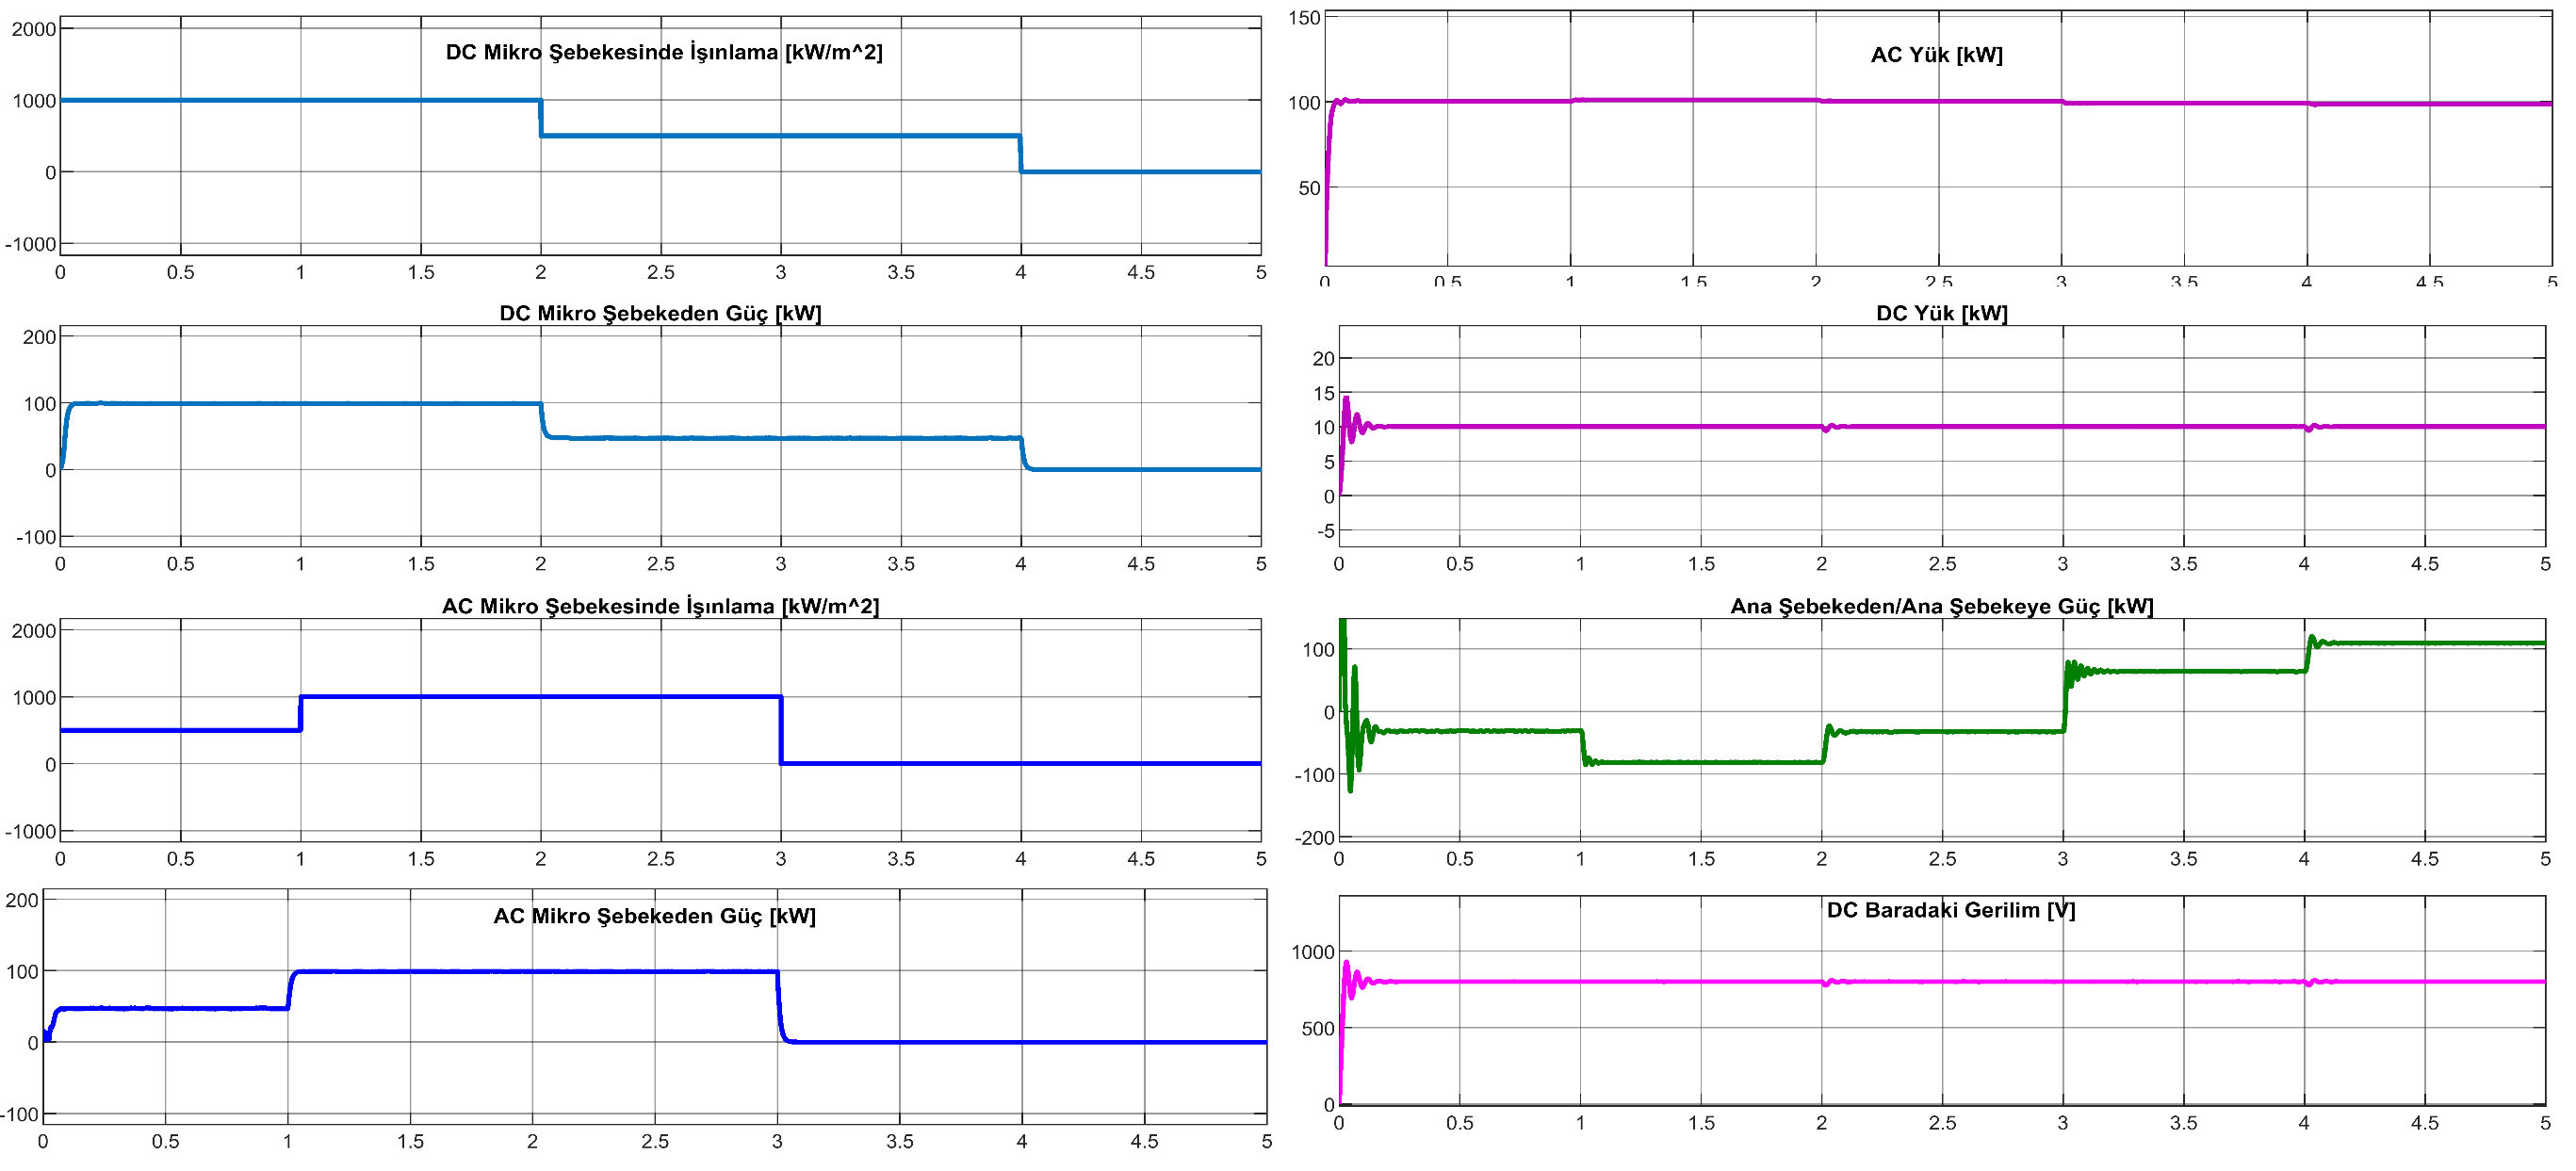 2000
DC Mikro Şebekesinde İşınlama [kW/m^2]
1000
0
-1000
0 0.5 1 1.5 2 2.5 3 3.5 4 4.5 5
DC Mikro Şebekeden Güç [kW]
200
100
0
-100
0 0.5 1 1.5 2 2.5 3 3.5 4 4.5 5
AC Mikro Şebekesinde İşınlama [kW/m^2]
2000
1000
0
-1000
0 0.5 1 1.5 2 2.5 3 3.5 4 4.5 5
200
AC Mikro Şebekeden Güç [kW]
100
0
-100
0 0.5 1 1.5 2 2.5 3 3.5 4 4.5 5
150
AC Yük [kW]
100
50
0 0.5 1 1.5 2 2.5 3 3.5 4 4.5 5
DC Yük [kW]
20
15
10
5
0
-5
0 0.5 1 1.5 2 2.5 3 3.5 4 4.5 5
Ana Şebekeden/Ana Şebekeye Güç [kW]
100
0
-100
-200
0 0.5 1 1.5 2 2.5 3 3.5 4 4.5 5
DC Baradaki Gerilim [V]
1000
500
0
0 0.5 1 1.5 2 2.5 3 3.5 4 4.5 5